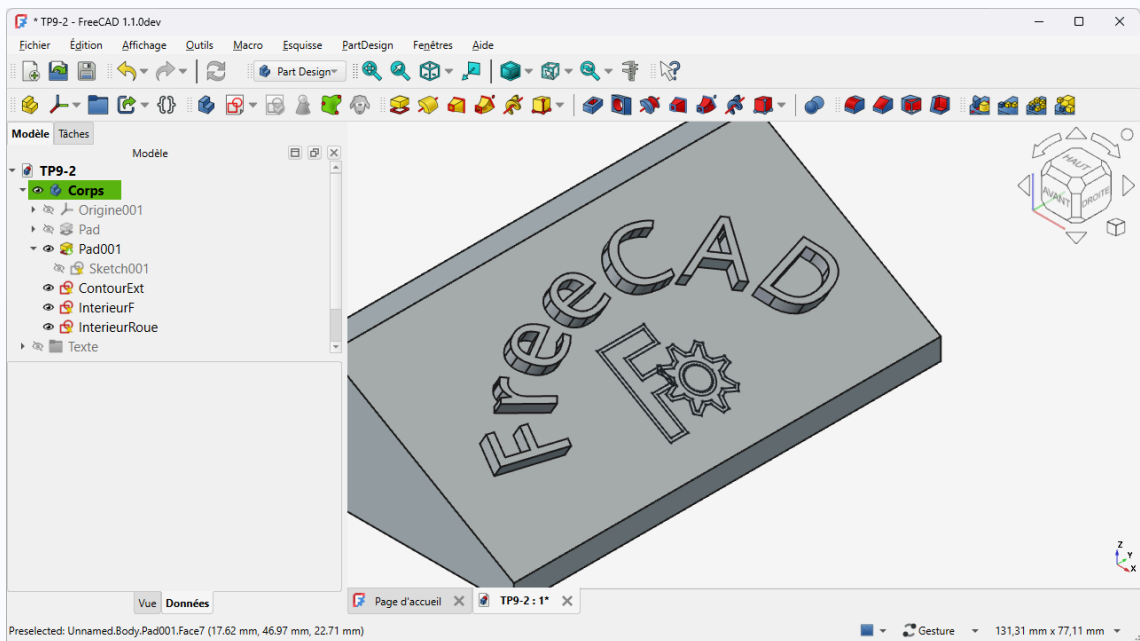 * TP9-2 - FreeCAD 1.1.0dev
Fichier Édition Affichage Outils Macro Esquisse PartDesign Fenêtres Aide
Part Design
Modèle Tâches
Modèle
TP9-2
Corps
Origine001
Pad
Pad001
Sketch001
ContourExt
InterieurF
InterieurRoue
Texte
FreeCAD
HAUT
AVANT
DROITE
Z
Y
X
Vue Données
Page d'accueil
TP9-2 : 1*
Preselected: Unnamed.Body.Pad001.Face7 (17.62 mm, 46.97 mm, 22.71 mm)
Gesture
131,31 mm x 77,11 mm